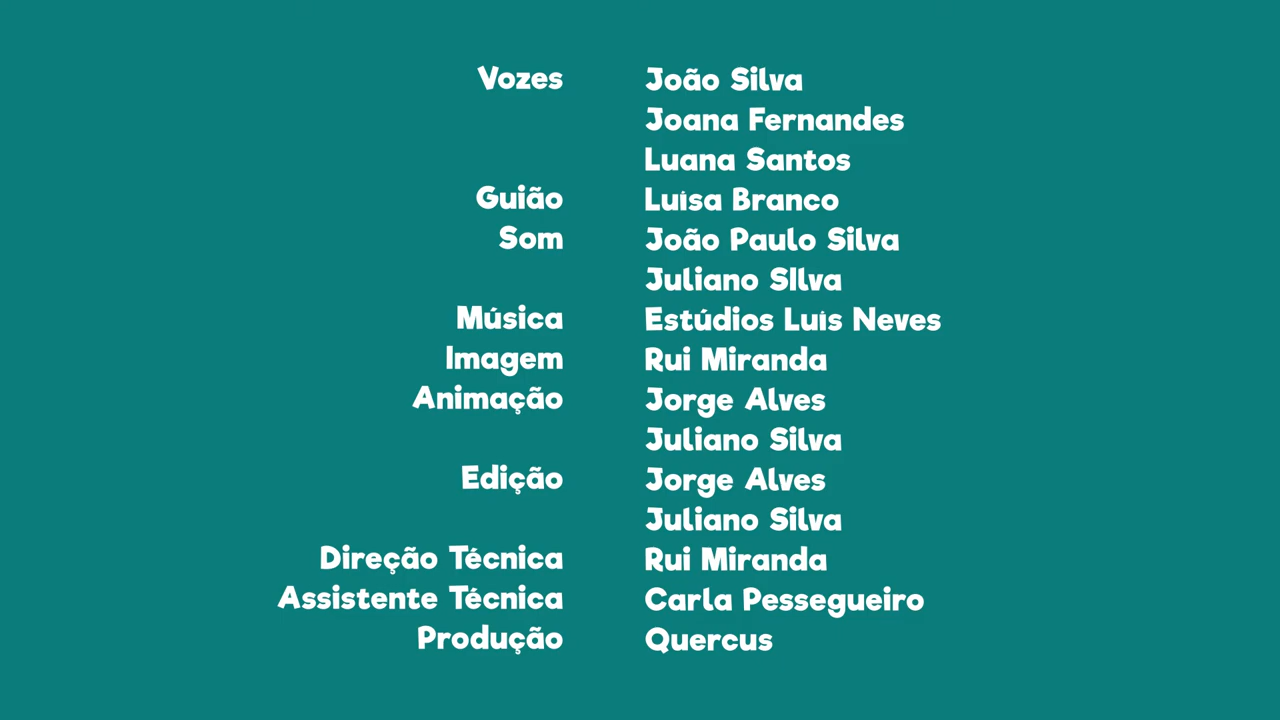 Vozes João Silva
Joana Fernandes
Luana Santos
Guião Luísa Branco
Som João Paulo Silva
Juliano SIlva
Música Estúdios Luís Neves
Imagem Rui Miranda
Animação Jorge Alves
Juliano Silva
Edição Jorge Alves
Juliano Silva
Direção Técnica Rui Miranda
Assistente Técnica Carla Pessegueiro
Produção Quercus